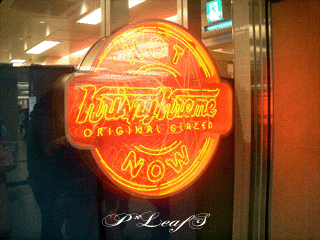 HOT
Krispy Kreme
ORIGINAL GLAZED
NOW
P*LeafS